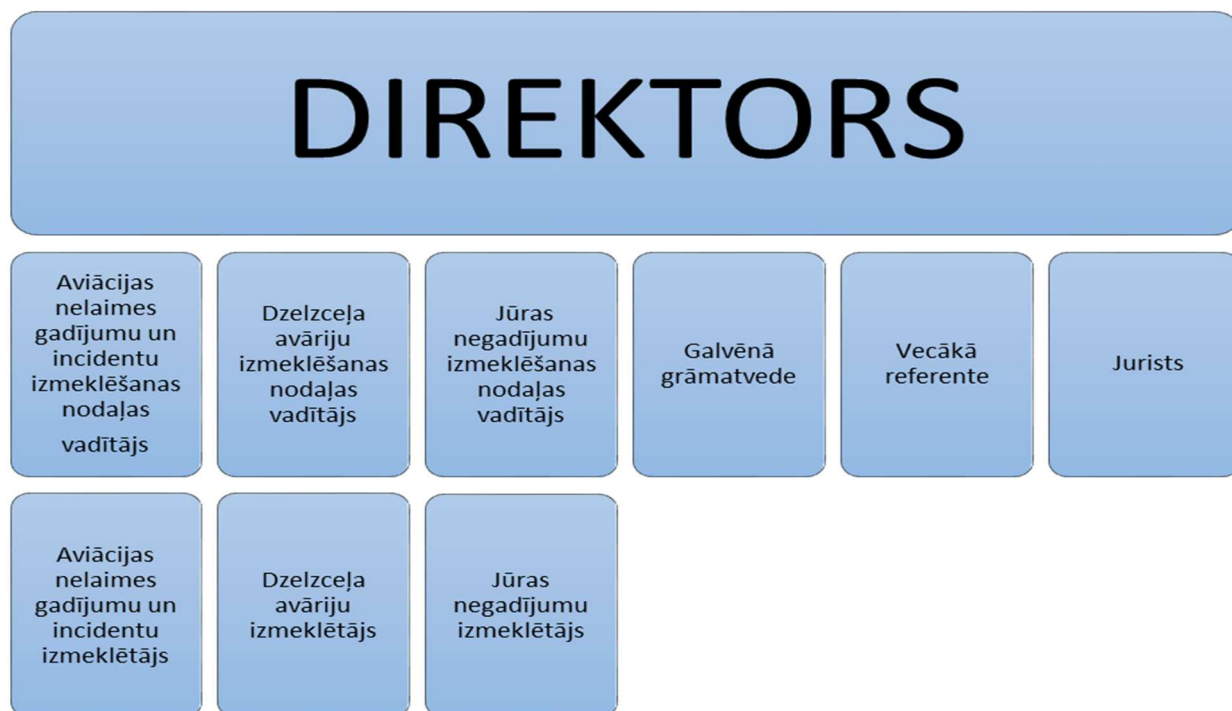 DIREKTORS
Aviācijas
nelaimes
gadījumu un
incidentu
izmeklēšanas
nodaļas
vadītājs
Dzelzceļa
avāriju
izmeklēšanas
nodaļas
vadītājs
Jūras
negadījumu
izmeklēšanas
nodaļas
vadītājs
Galvēnā
grāmatvede
Vecākā
referente
Jurists
Aviācijas
nelaimes
gadījumu un
incidentu
izmeklētājs
Dzelzceļa
avāriju
izmeklētājs
Jūras
negadījumu
izmeklētājs